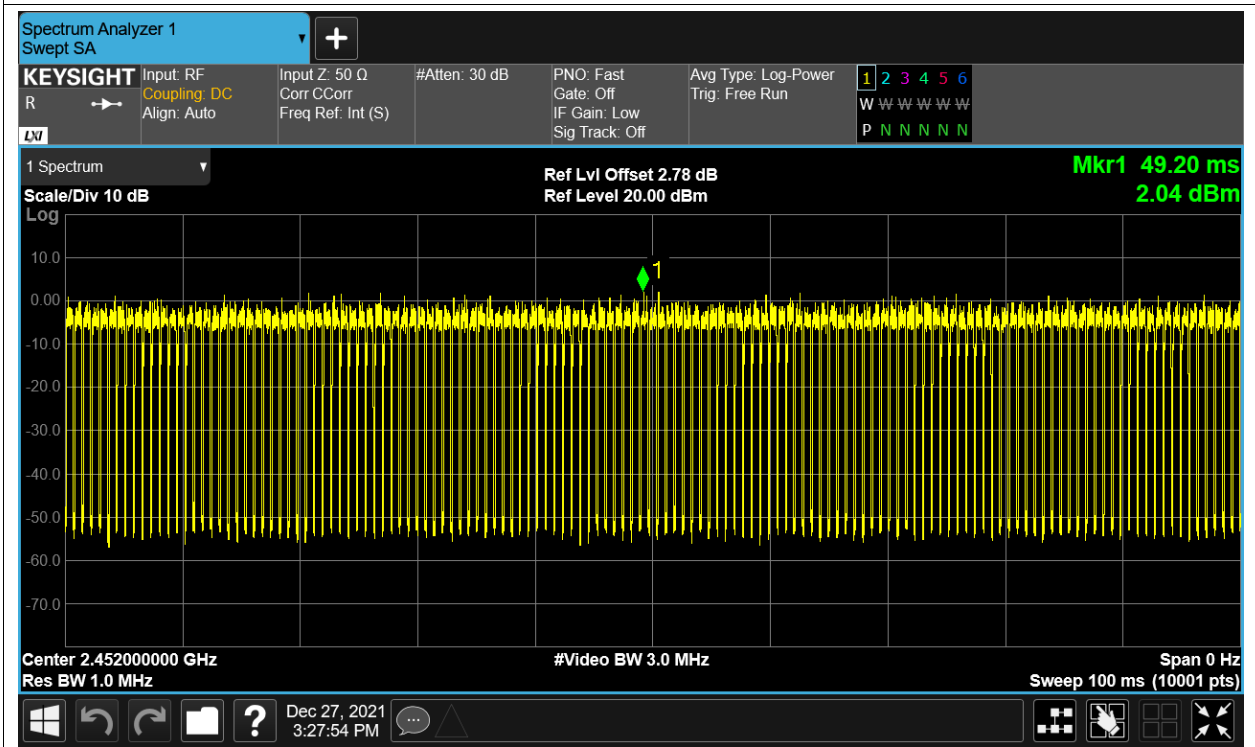 Spectrum Analyzer 1
Swept SA
KEYSIGHT
R
LXI
Input: RF
Coupling: DC
Align: Auto
Input Z: 50 Ω
Corr CCorr
Freq Ref: Int (S)
#Atten: 30 dB
PNO: Fast
Gate: Off
IF Gain: Low
Sig Track: Off
Avg Type: Log-Power
Trig: Free Run
1 2 3 4 5 6
W W W W W W
P N N N N N
1 Spectrum
Scale/Div 10 dB
Log
Ref Lvl Offset 2.78 dB
Ref Level 20.00 dBm
Mkr1 49.20 ms
2.04 dBm
1
10.0
0.00
-10.0
-20.0
-30.0
-40.0
-50.0
-60.0
-70.0
Center 2.452000000 GHz
#Video BW 3.0 MHz
Span 0 Hz
Res BW 1.0 MHz
Sweep 100 ms (10001 pts)
?
Dec 27, 2021
3:27:54 PM